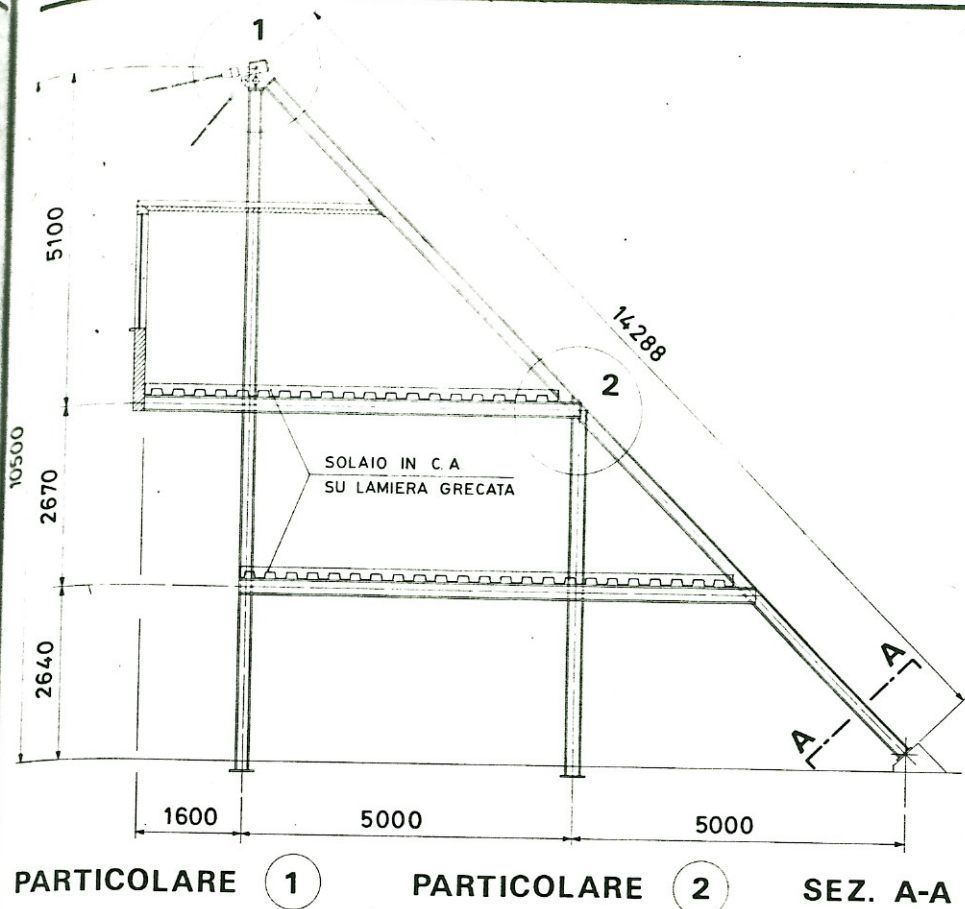 1
5100
14288
2
10500
2670
SOLAIO IN C.A
SU LAMIERA GRECATA
2640
A
A
1600
5000
5000
PARTICOLARE 1
PARTICOLARE 2
SEZ. A-A